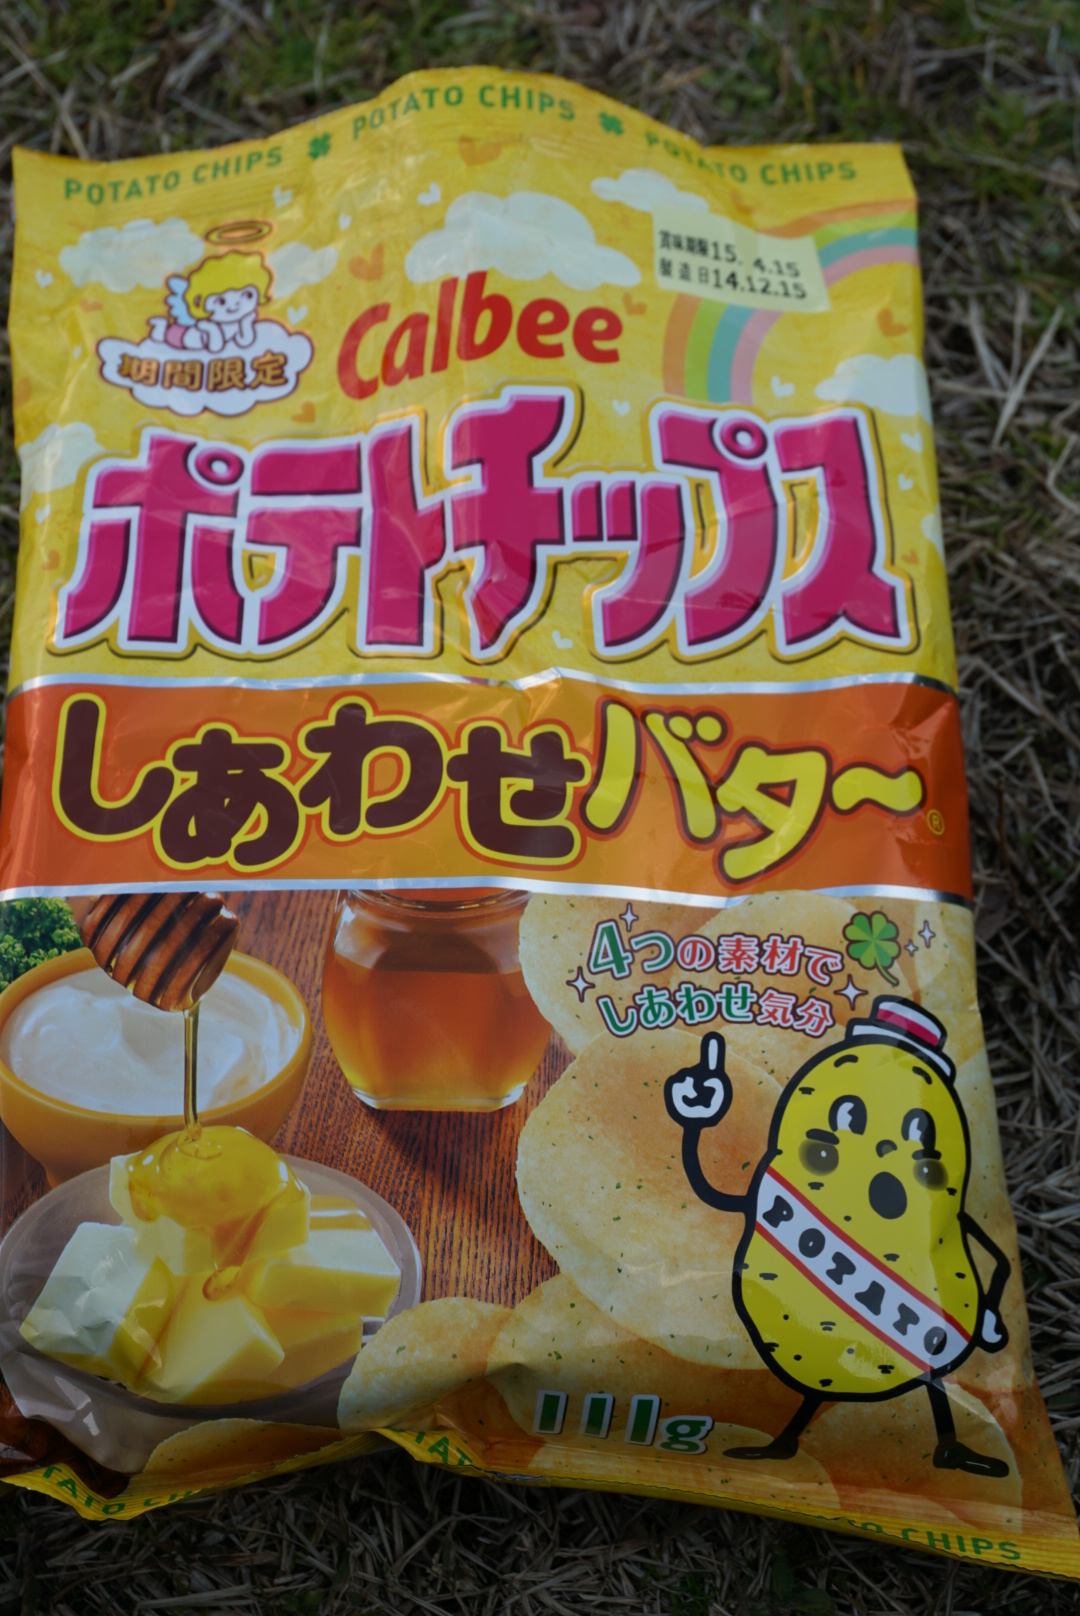 POTATO CHIPS POTATO CHIPS POTATO CHIPS
賞味期限15. 4.15
製造日14.12.15
期間限定
Calbee
ポテトチップス
しあわせバター®
4つの素材で
しあわせ気分
POTATO
111g
CHIPS